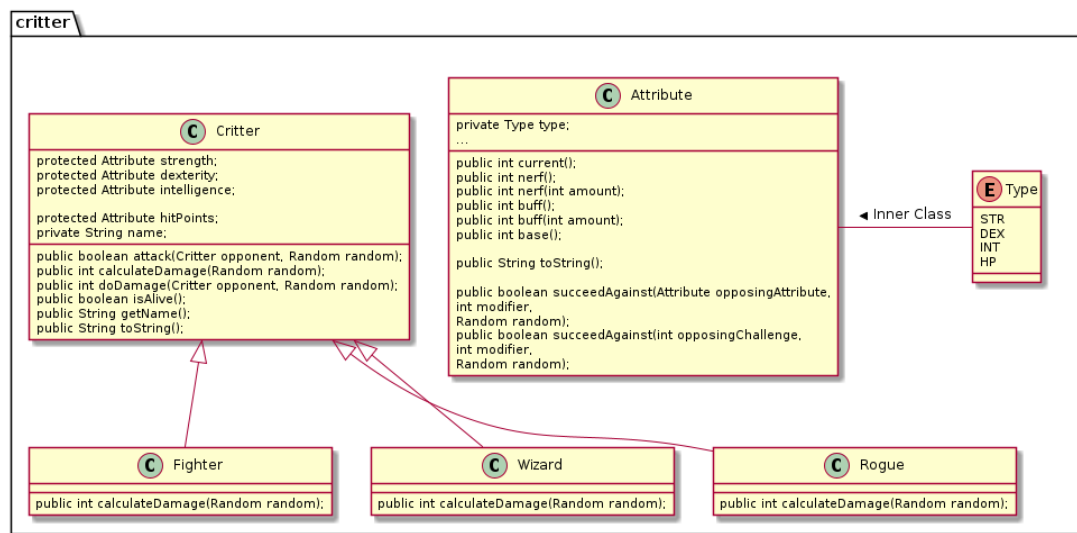 critter
C Critter
protected Attribute strength;
protected Attribute dexterity;
protected Attribute intelligence;
protected Attribute hitPoints;
private String name;
public boolean attack(Critter opponent, Random random);
public int calculateDamage(Random random);
public int doDamage(Critter opponent, Random random);
public boolean isAlive();
public String getName();
public String toString();
C Attribute
private Type type;
...
public int current();
public int nerf();
public int nerf(int amount);
public int buff();
public int buff(int amount);
public int base();
public String toString();
public boolean succeedAgainst(Attribute opposingAttribute,
int modifier,
Random random);
public boolean succeedAgainst(int opposingChallenge,
int modifier,
Random random);
Inner Class
E Type
STR
DEX
INT
HP
C Fighter
public int calculateDamage(Random random);
C Wizard
public int calculateDamage(Random random);
C Rogue
public int calculateDamage(Random random);